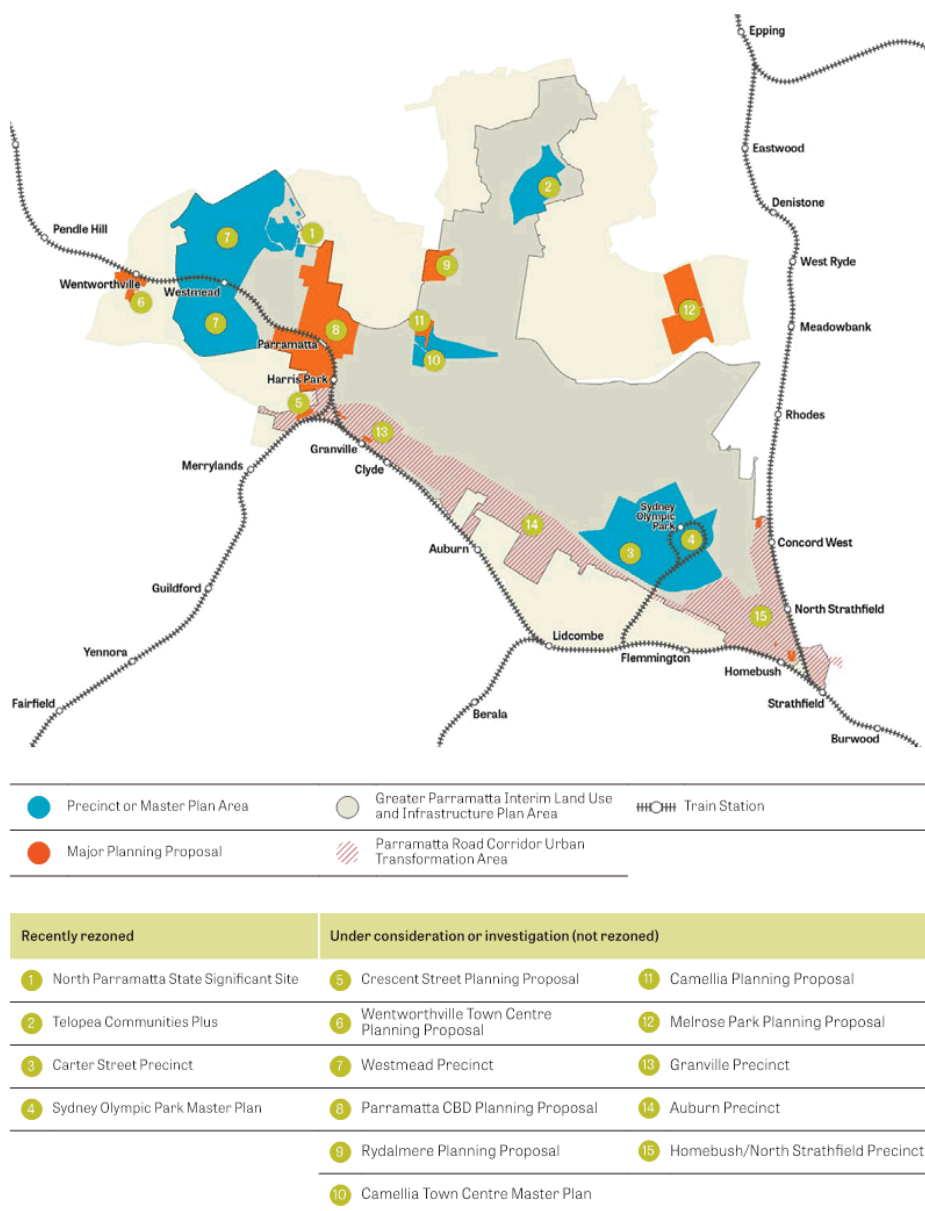 Epping
Eastwood
2
Denistone
Pendle Hill
7
1
West Ryde
9
Wentworthville
Westmead
6
12
7
11
8
Meadowbank
Parramatta
10
Harris Park
5
Rhodes
13
Granville
Merrylands
Clyde
Sydney
Olympic
Park
14
4
Auburn
3
Concord West
Guildford
North Strathfield
15
Lidcombe
Yennora
Flemmington
Homebush
Fairfield
Strathfield
Berala
Burwood
Precinct or Master Plan Area
Greater Parramatta Interim Land Use
and Infrastructure Plan Area
Train Station
Major Planning Proposal
Parramatta Road Corridor Urban
Transformation Area
Recently rezoned
Under consideration or investigation (not rezoned)
1 North Parramatta State Significant Site
5 Crescent Street Planning Proposal
11 Camellia Planning Proposal
2 Telopea Communities Plus
6 Wentworthville Town Centre
Planning Proposal
12 Melrose Park Planning Proposal
3 Carter Street Precinct
7 Westmead Precinct
13 Granville Precinct
4 Sydney Olympic Park Master Plan
8 Parramatta CBD Planning Proposal
14 Auburn Precinct
9 Rydalmere Planning Proposal
15 Homebush/North Strathfield Precinct
10 Camellia Town Centre Master Plan